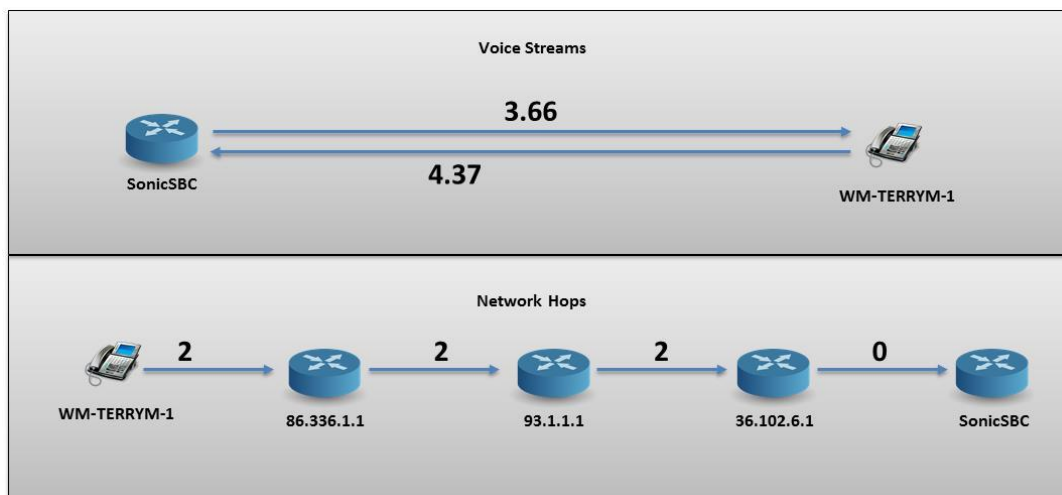 Voice Streams
3.66
4.37
SonicSBC
WM-TERRYM-1
Network Hops
2
2
2
0
WM-TERRYM-1
86.336.1.1
93.1.1.1
36.102.6.1
SonicSBC